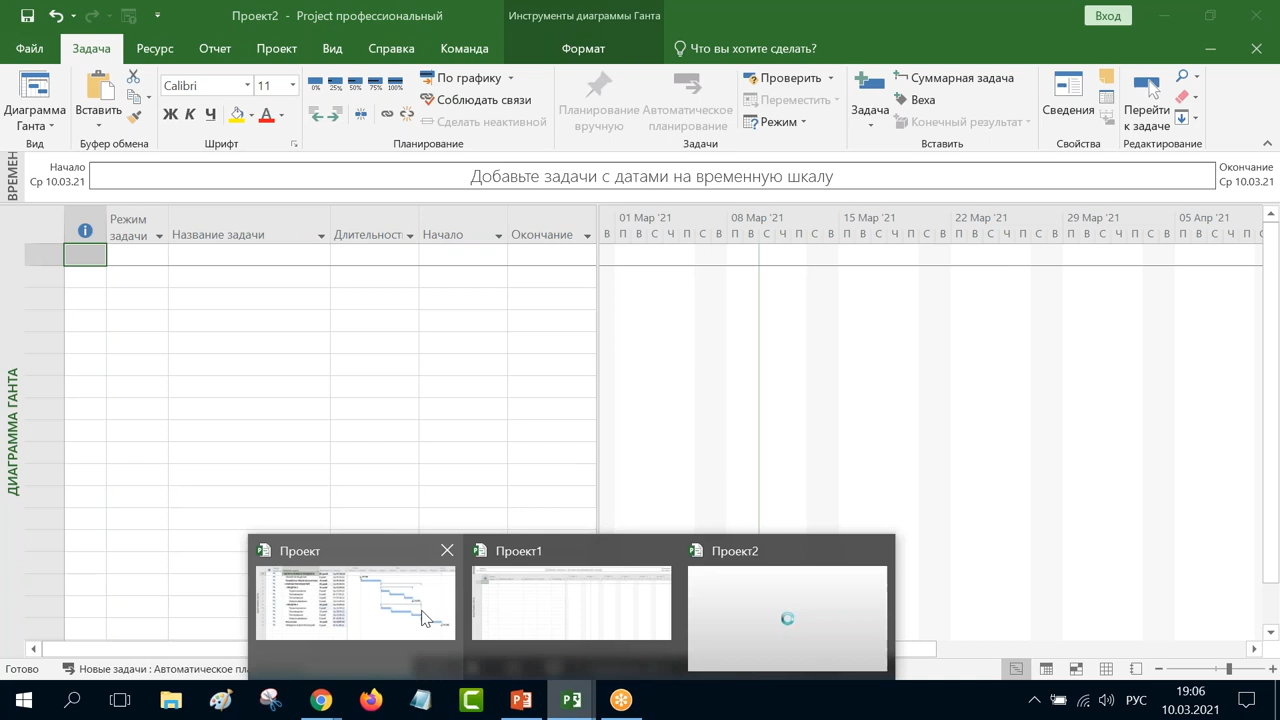 Проект2 - Project профессиональный
Инструменты диаграммы Ганта
Вход
Файл Задача Ресурс Отчет Проект Вид Справка Команда Формат Что вы хотите сделать?
Диаграмма Ганта
Вид
Вставить
Буфер обмена
Calibri 11
Ж К Ч А
Шрифт
0% 25% 50% 75% 100%
По графику
Соблюдать связи
Сделать неактивной
Планирование
Планирование вручную
Автоматическое планирование
Проверить
Переместить
Режим
Задачи
Задача
Суммарная задача
Веха
Конечный результат
Вставить
Сведения
Свойства
Перейти к задаче
Редактирование
ВРЕМЕН
Начало
Ср 10.03.21
Добавьте задачи с датами на временную шкалу
Окончание
Ср 10.03.21
Режим задачи
Название задачи
Длительност
Начало
Окончание
01 Мар '21 08 Мар '21 15 Мар '21 22 Мар '21 29 Мар '21 05 Апр '21
В П В С Ч П С В П В С Ч П С В П В С Ч П С В П В С Ч П С В П В С Ч П С В П В С Ч П С
ДИАГРАММА ГАНТА
Проект
Проект1
Проект2
Готово
Новые задачи : Автоматическое пла
РУС
19:06
10.03.2021